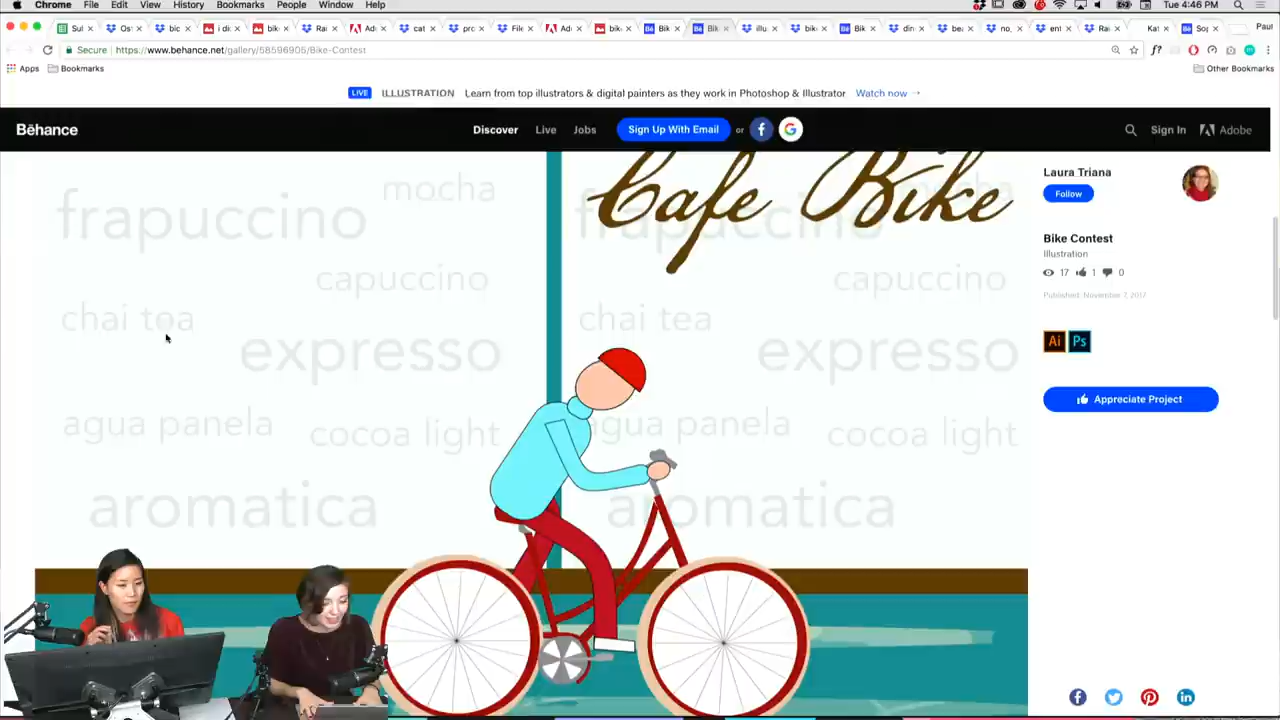 Chrome File Edit View History Bookmarks People Window Help Tue 4:46 PM
Secure https://www.behance.net/gallery/58596905/Bike-Contest
Apps Bookmarks Other Bookmarks
LIVE ILLUSTRATION Learn from top illustrators & digital painters as they work in Photoshop & Illustrator Watch now →
Bēhance Discover Live Jobs Sign Up With Email or Sign In Adobe
Cafe Bike
mocha
frapuccino
capuccino capuccino
chai tea chai tea
expresso expresso
agua panela agua panela
cocoa light cocoa light
aromatica aromatica
Laura Triana
Follow
Bike Contest
Illustration
17 1 0
Published: November 7, 2017
Ai Ps
Appreciate Project